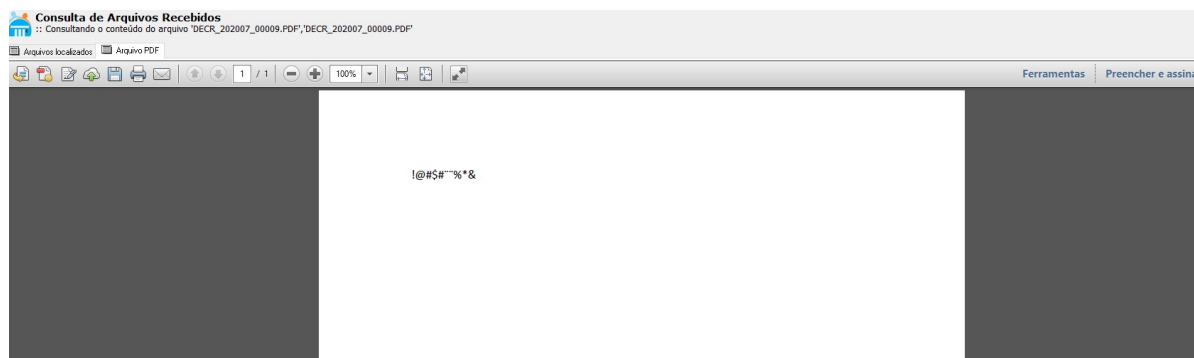 Consulta de Arquivos Recebidos
:: Consultando o conteúdo do arquivo 'DECR_202007_00009.PDF','DECR_202007_00009.PDF'
Arquivos localizados Arquivo PDF
1 / 1 100% Ferramentas Preencher e assina
!@#$#¨¨%*&